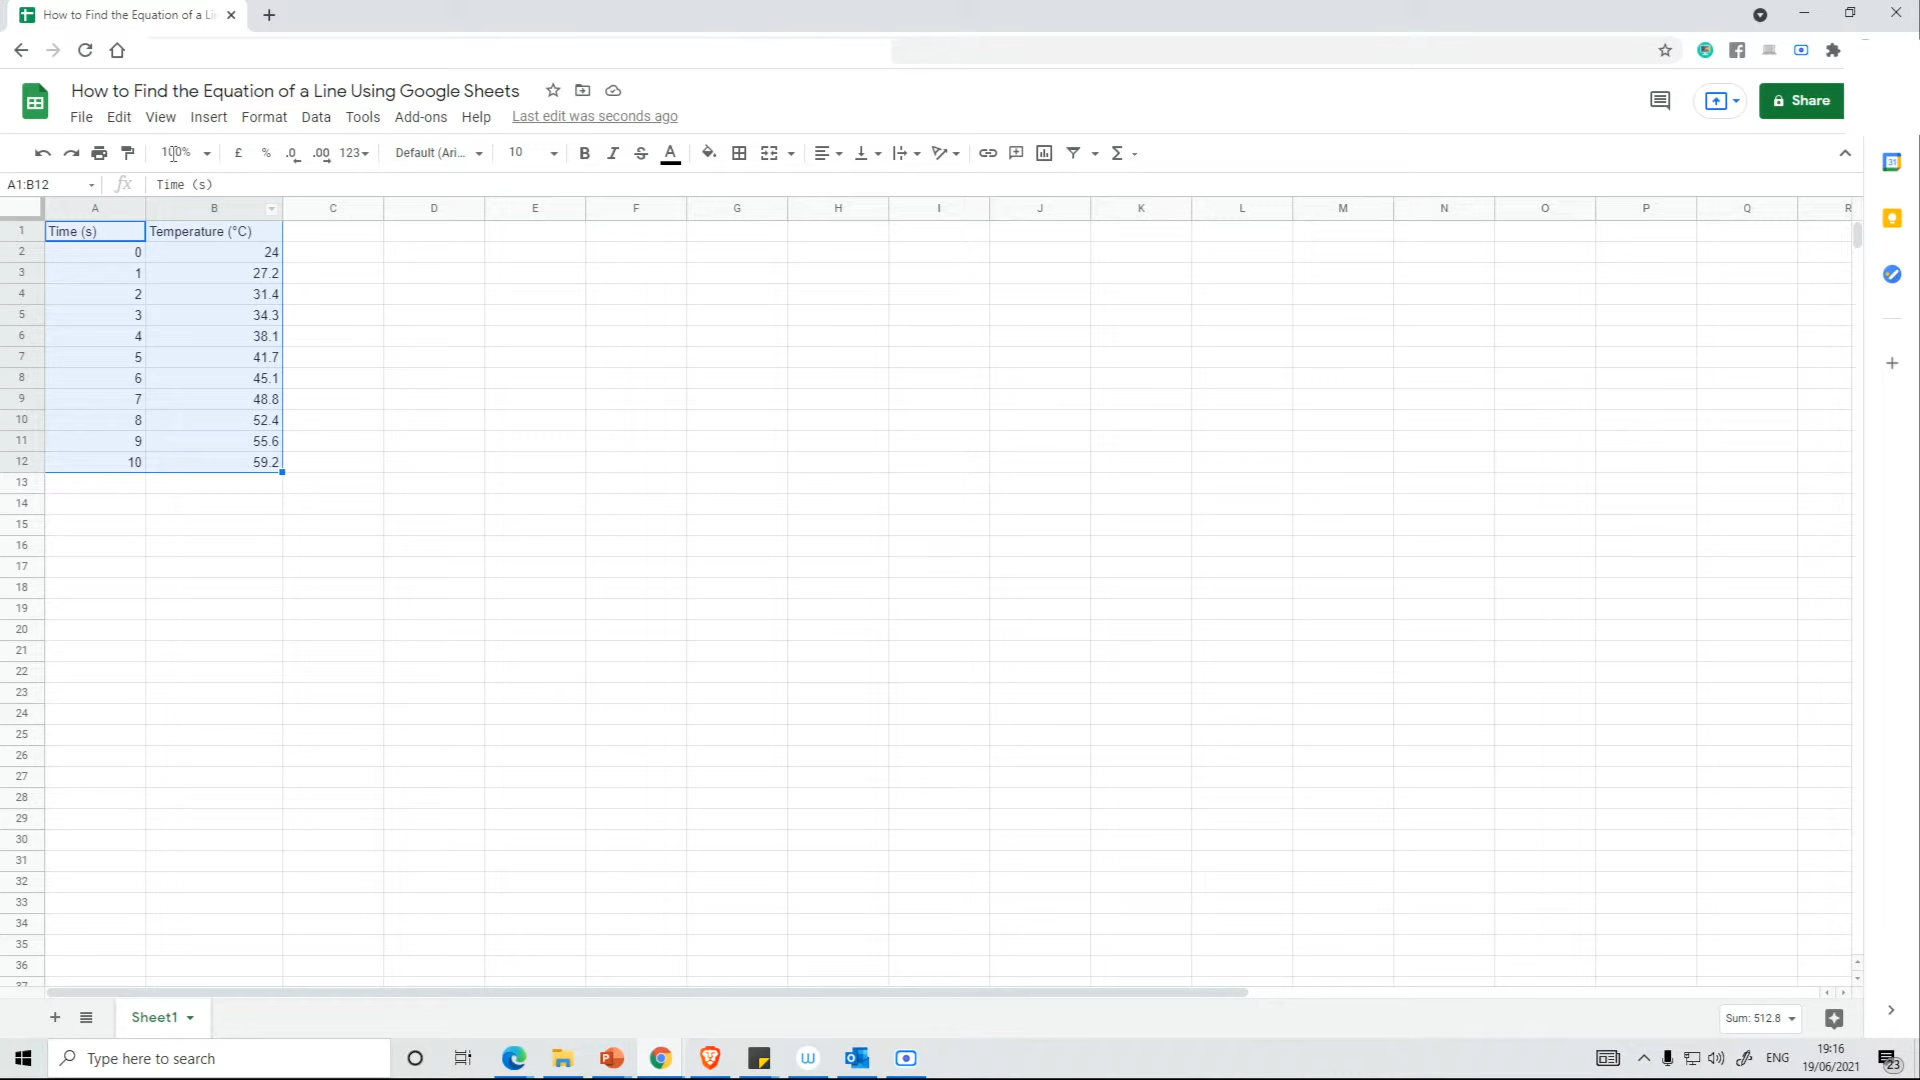 How to Find the Equation of a Li
How to Find the Equation of a Line Using Google Sheets
Share
File Edit View Insert Format Data Tools Add-ons Help Last edit was seconds ago
100% £ % .0 .00 123 Default (Ari... 10 B I S A Σ
A1:B12 fx Time (s)
A B C D E F G H I J K L M N O P Q R
1 Time (s) Temperature (°C)
2 0 24
3 1 27.2
4 2 31.4
5 3 34.3
6 4 38.1
7 5 41.7
8 6 45.1
9 7 48.8
10 8 52.4
11 9 55.6
12 10 59.2
13
14
15
16
17
18
19
20
21
22
23
24
25
26
27
28
29
30
31
32
33
34
35
36
37
Sheet1 Sum: 512.8
Type here to search ENG 19:16
19/06/2021 23